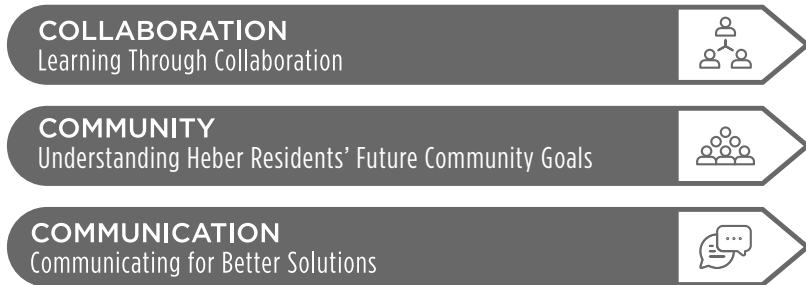 COLLABORATION
Learning Through Collaboration
COMMUNITY
Understanding Heber Residents’ Future Community Goals
COMMUNICATION
Communicating for Better Solutions